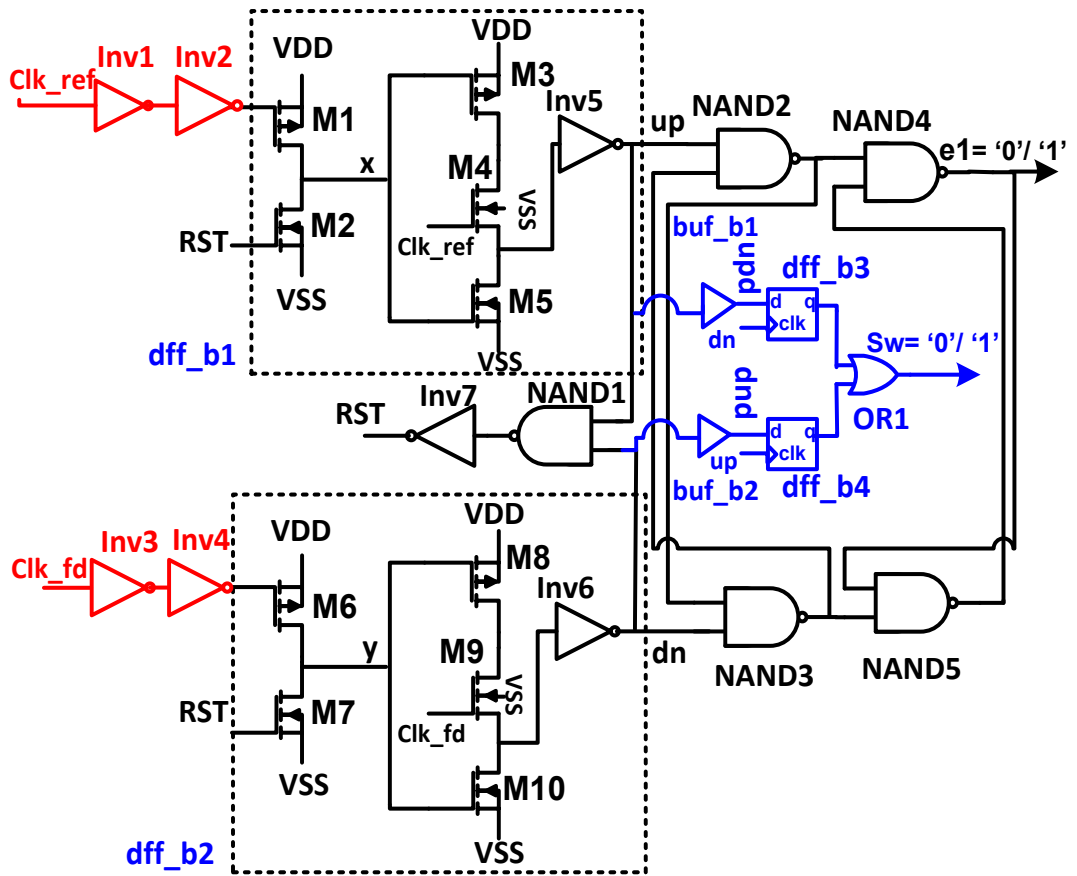 Clk_ref
Inv1
Inv2
VDD
M1
RST
M2
VSS
x
VDD
M3
M4
VSS
Clk_ref
M5
VSS
Inv5
dff_b1
up
NAND2
NAND4
e1= ‘0’/ ‘1’
buf_b1
pdn
dff_b3
d
q
clk
dn
Sw= ‘0’/ ‘1’
RST
Inv7
NAND1
pup
d
q
clk
up
OR1
buf_b2
dff_b4
Clk_fd
Inv3
Inv4
VDD
M6
RST
M7
VSS
y
VDD
M8
M9
VSS
Clk_fd
M10
VSS
Inv6
dn
NAND3
NAND5
dff_b2